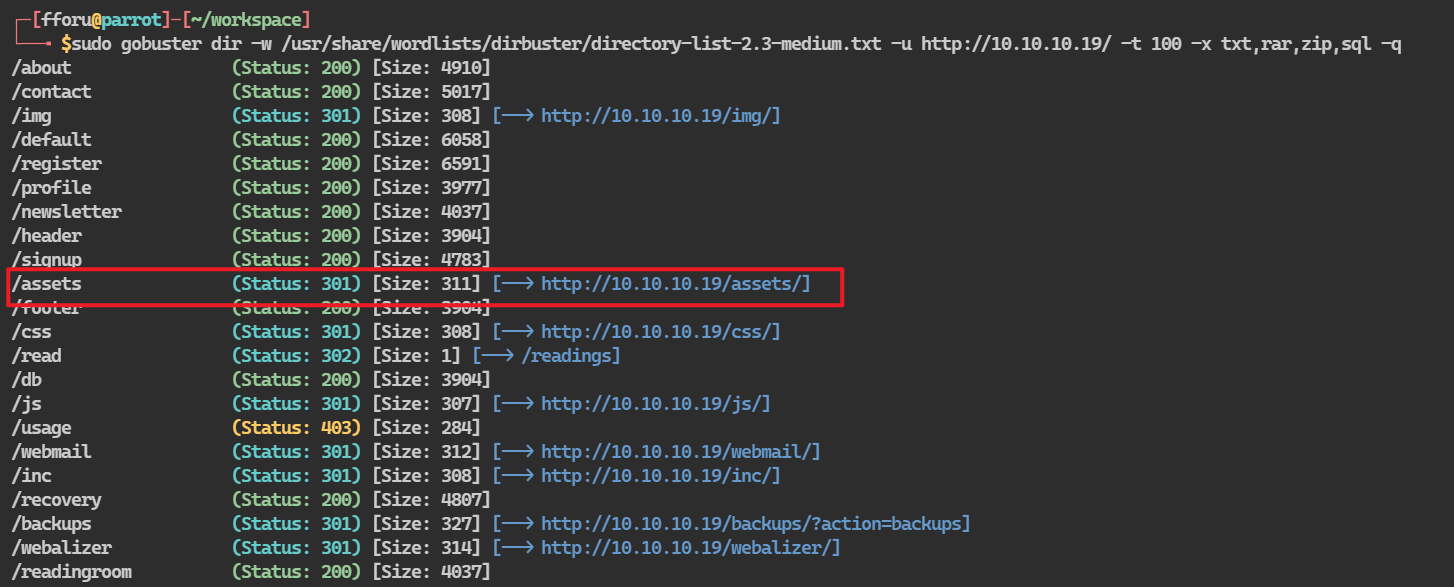 ┌─[fforu@parrot]─[~/workspace]
└──╼ $sudo gobuster dir -w /usr/share/wordlists/dirbuster/directory-list-2.3-medium.txt -u http://10.10.10.19/ -t 100 -x txt,rar,zip,sql -q
/about (Status: 200) [Size: 4910]
/contact (Status: 200) [Size: 5017]
/img (Status: 301) [Size: 308] [--> http://10.10.10.19/img/]
/default (Status: 200) [Size: 6058]
/register (Status: 200) [Size: 6591]
/profile (Status: 200) [Size: 3977]
/newsletter (Status: 200) [Size: 4037]
/header (Status: 200) [Size: 3904]
/signup (Status: 200) [Size: 4783]
/assets (Status: 301) [Size: 311] [--> http://10.10.10.19/assets/]
/footer (Status: 200) [Size: 3904]
/css (Status: 301) [Size: 308] [--> http://10.10.10.19/css/]
/read (Status: 302) [Size: 1] [--> /readings]
/db (Status: 200) [Size: 3904]
/js (Status: 301) [Size: 307] [--> http://10.10.10.19/js/]
/usage (Status: 403) [Size: 284]
/webmail (Status: 301) [Size: 312] [--> http://10.10.10.19/webmail/]
/inc (Status: 301) [Size: 308] [--> http://10.10.10.19/inc/]
/recovery (Status: 200) [Size: 4807]
/backups (Status: 301) [Size: 327] [--> http://10.10.10.19/backups/?action=backups]
/webalizer (Status: 301) [Size: 314] [--> http://10.10.10.19/webalizer/]
/readingroom (Status: 200) [Size: 4037]